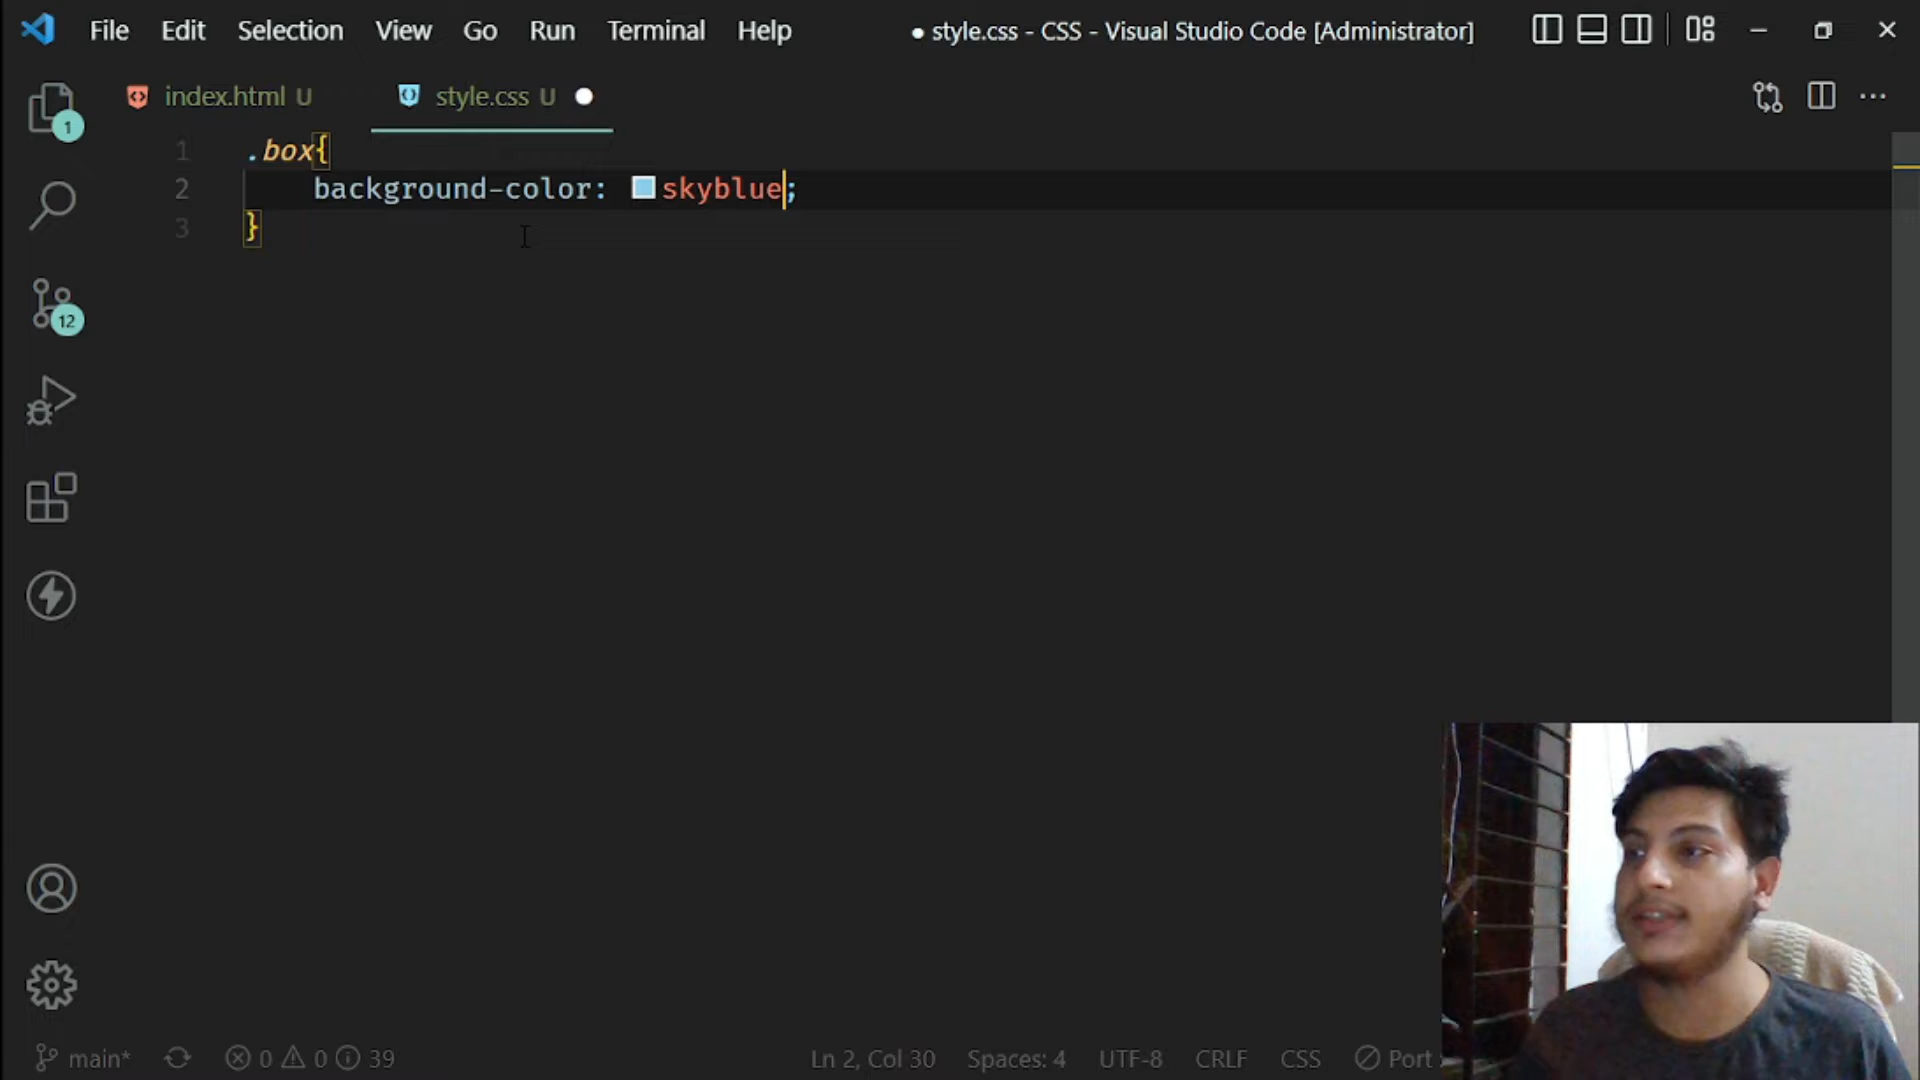 File Edit Selection View Go Run Terminal Help ● style.css - CSS - Visual Studio Code [Administrator]
index.html U style.css U
1 .box{
2 background-color: skyblue;
3 }
1
12
main* 0 0 39 Ln 2, Col 30 Spaces: 4 UTF-8 CRLF CSS Port